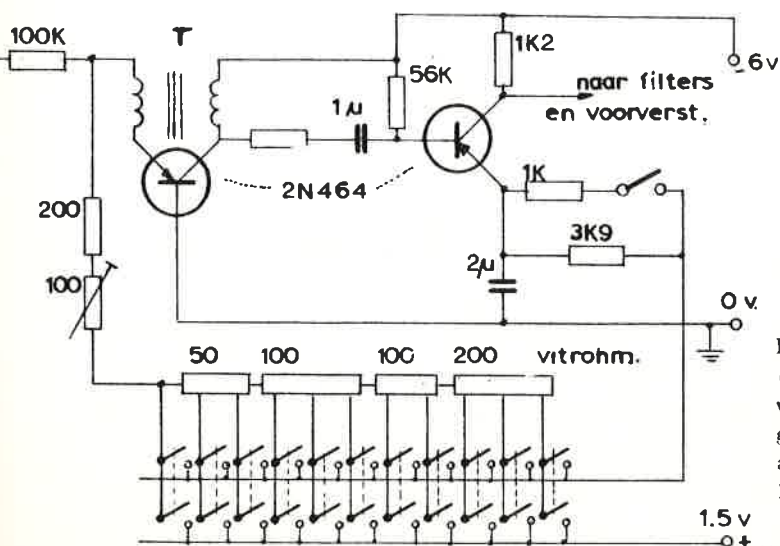 100K
T
56K
1K2
6v
-
naar filters
en voorverst.
1µ
2N464
1K
200
3K9
2µ
100
0 v.
50 100 100 200 vitrohm.
1.5 v
+